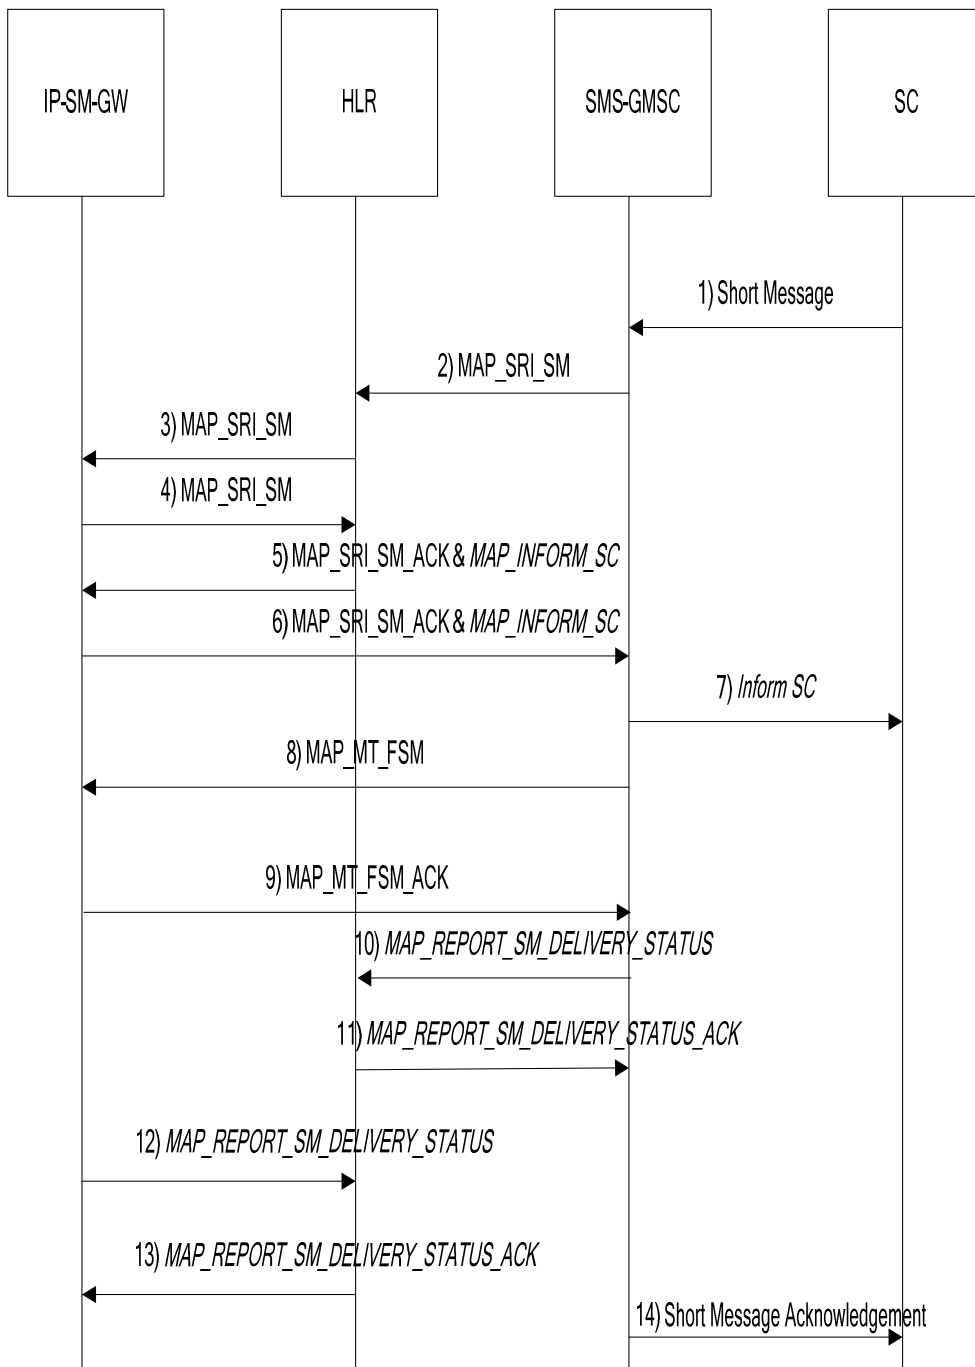 IP-SM-GW
HLR
SMS-GMSC
SC
1) Short Message
2) MAP_SRI_SM
3) MAP_SRI_SM
4) MAP_SRI_SM
5) MAP_SRI_SM_ACK & MAP_INFORM_SC
6) MAP_SRI_SM_ACK & MAP_INFORM_SC
7) Inform SC
8) MAP_MT_FSM
9) MAP_MT_FSM_ACK
10) MAP_REPORT_SM_DELIVERY_STATUS
11) MAP_REPORT_SM_DELIVERY_STATUS_ACK
12) MAP_REPORT_SM_DELIVERY_STATUS
13) MAP_REPORT_SM_DELIVERY_STATUS_ACK
14) Short Message Acknowledgement